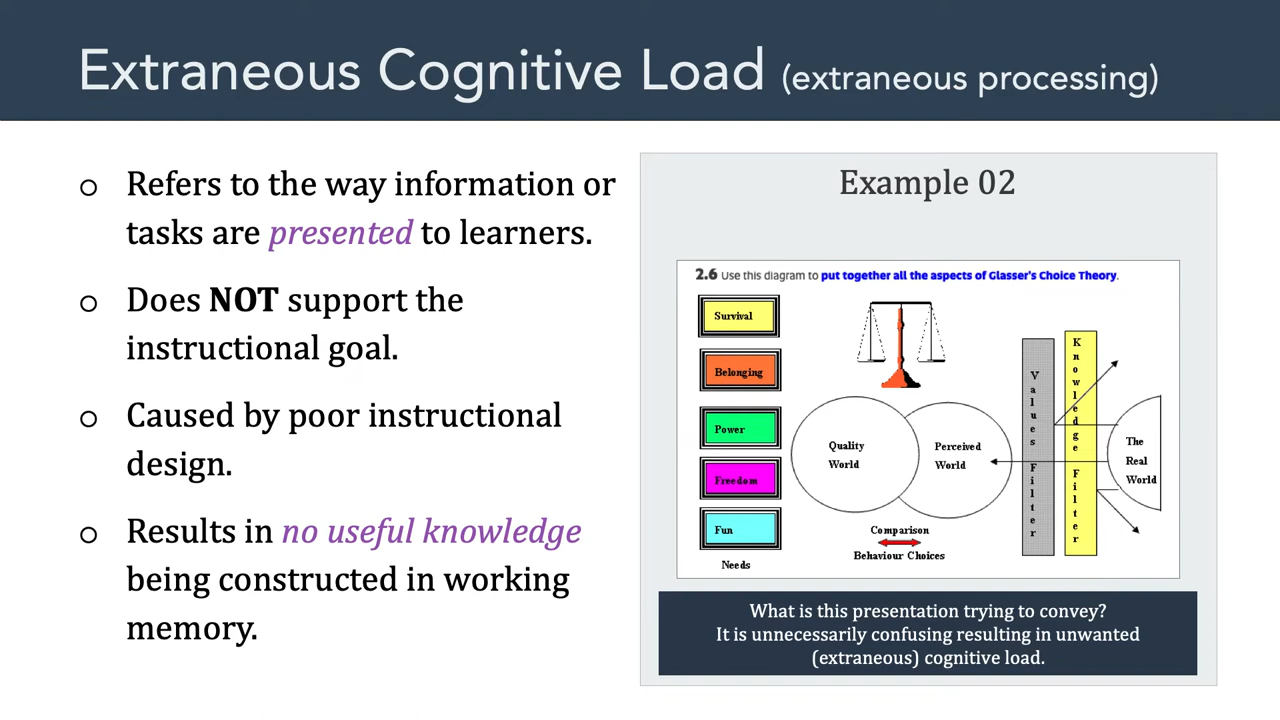 Extraneous Cognitive Load (extraneous processing)
○ Refers to the way information or
tasks are presented to learners.
○ Does NOT support the
instructional goal.
○ Caused by poor instructional
design.
○ Results in no useful knowledge
being constructed in working
memory.
Example 02
2.6 Use this diagram to put together all the aspects of Glasser's Choice Theory.
Survival
Belonging
Power
Freedom
Fun
Needs
Quality
World
Perceived
World
Comparison
Behaviour Choices
Values Filter
Knowledge Filter
The
Real
World
What is this presentation trying to convey?
It is unnecessarily confusing resulting in unwanted
(extraneous) cognitive load.